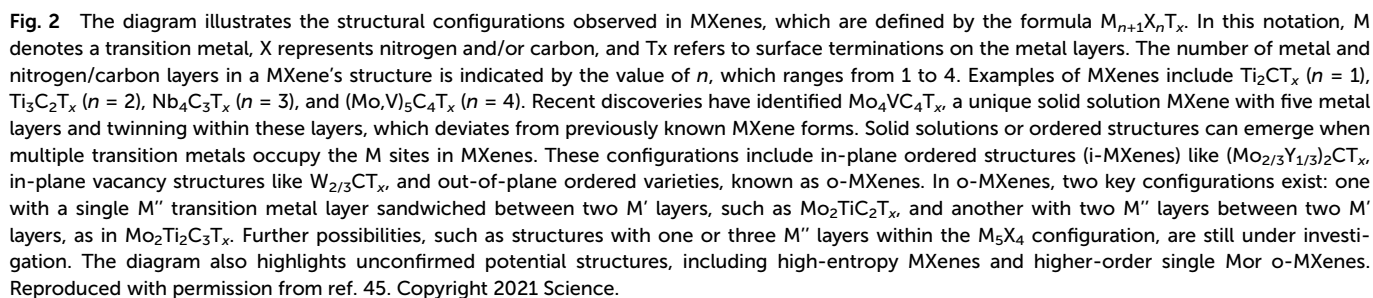 Fig. 2 The diagram illustrates the structural configurations observed in MXenes, which are defined by the formula Mₙ₊₁XₙTₓ. In this notation, M
denotes a transition metal, X represents nitrogen and/or carbon, and Tx refers to surface terminations on the metal layers. The number of metal and
nitrogen/carbon layers in a MXene's structure is indicated by the value of n, which ranges from 1 to 4. Examples of MXenes include Ti₂CTₓ (n = 1),
Ti₃C₂Tₓ (n = 2), Nb₄C₃Tₓ (n = 3), and (Mo,V)₅C₄Tₓ (n = 4). Recent discoveries have identified Mo₄VC₄Tₓ, a unique solid solution MXene with five metal
layers and twinning within these layers, which deviates from previously known MXene forms. Solid solutions or ordered structures can emerge when
multiple transition metals occupy the M sites in MXenes. These configurations include in-plane ordered structures (i-MXenes) like (Mo₂/₃Y₁/₃)₂CTₓ,
in-plane vacancy structures like W₂/₃CTₓ, and out-of-plane ordered varieties, known as o-MXenes. In o-MXenes, two key configurations exist: one
with a single M″ transition metal layer sandwiched between two M′ layers, such as Mo₂TiC₂Tₓ, and another with two M″ layers between two M′
layers, as in Mo₂Ti₂C₃Tₓ. Further possibilities, such as structures with one or three M″ layers within the M₅X₄ configuration, are still under investi-
gation. The diagram also highlights unconfirmed potential structures, including high-entropy MXenes and higher-order single Mor o-MXenes.
Reproduced with permission from ref. 45. Copyright 2021 Science.